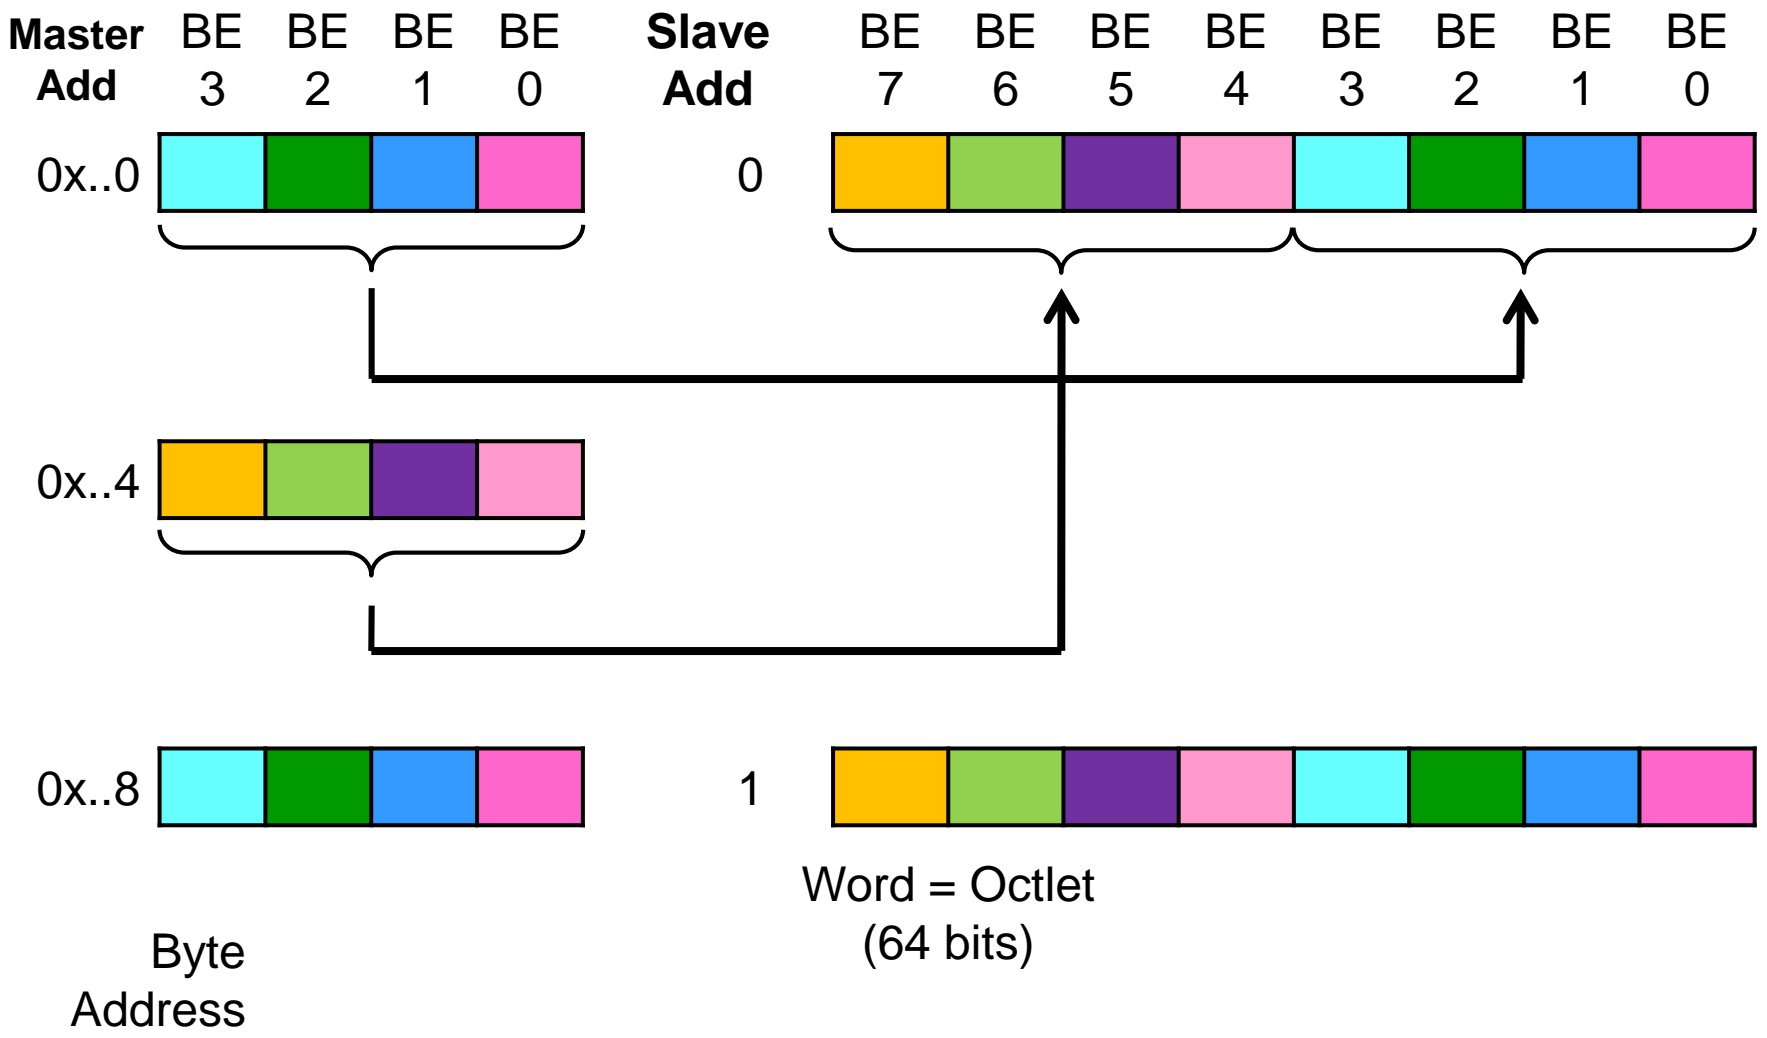 Master BE BE BE BE Slave BE BE BE BE BE BE BE BE
Add 3 2 1 0 Add 7 6 5 4 3 2 1 0
0x..0 0
0x..4
0x..8 1
Word = Octlet
(64 bits)
Byte
Address